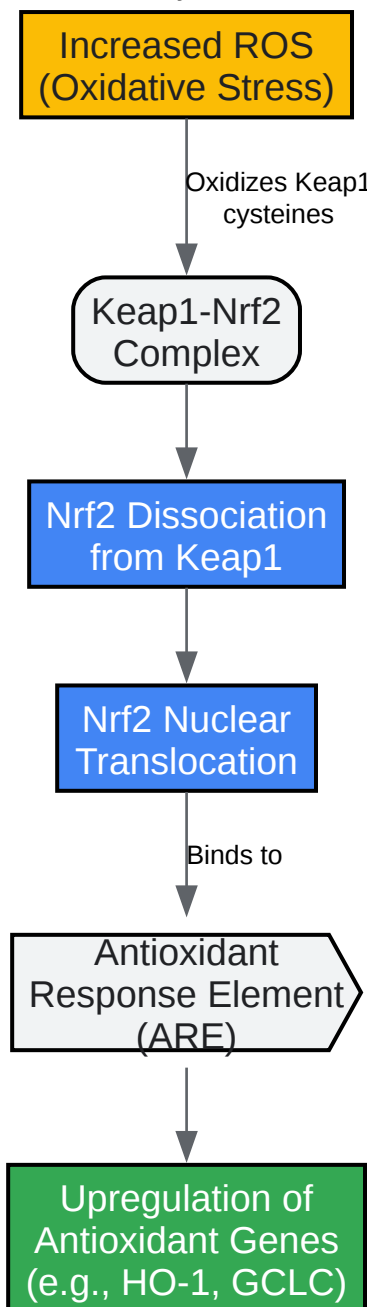 Increased ROS
(Oxidative Stress)
Oxidizes Keap1
cysteines
Keap1-Nrf2
Complex
Nrf2 Dissociation
from Keap1
Nrf2 Nuclear
Translocation
Binds to
Antioxidant
Response Element
(ARE)
Upregulation of
Antioxidant Genes
(e.g., HO-1, GCLC)